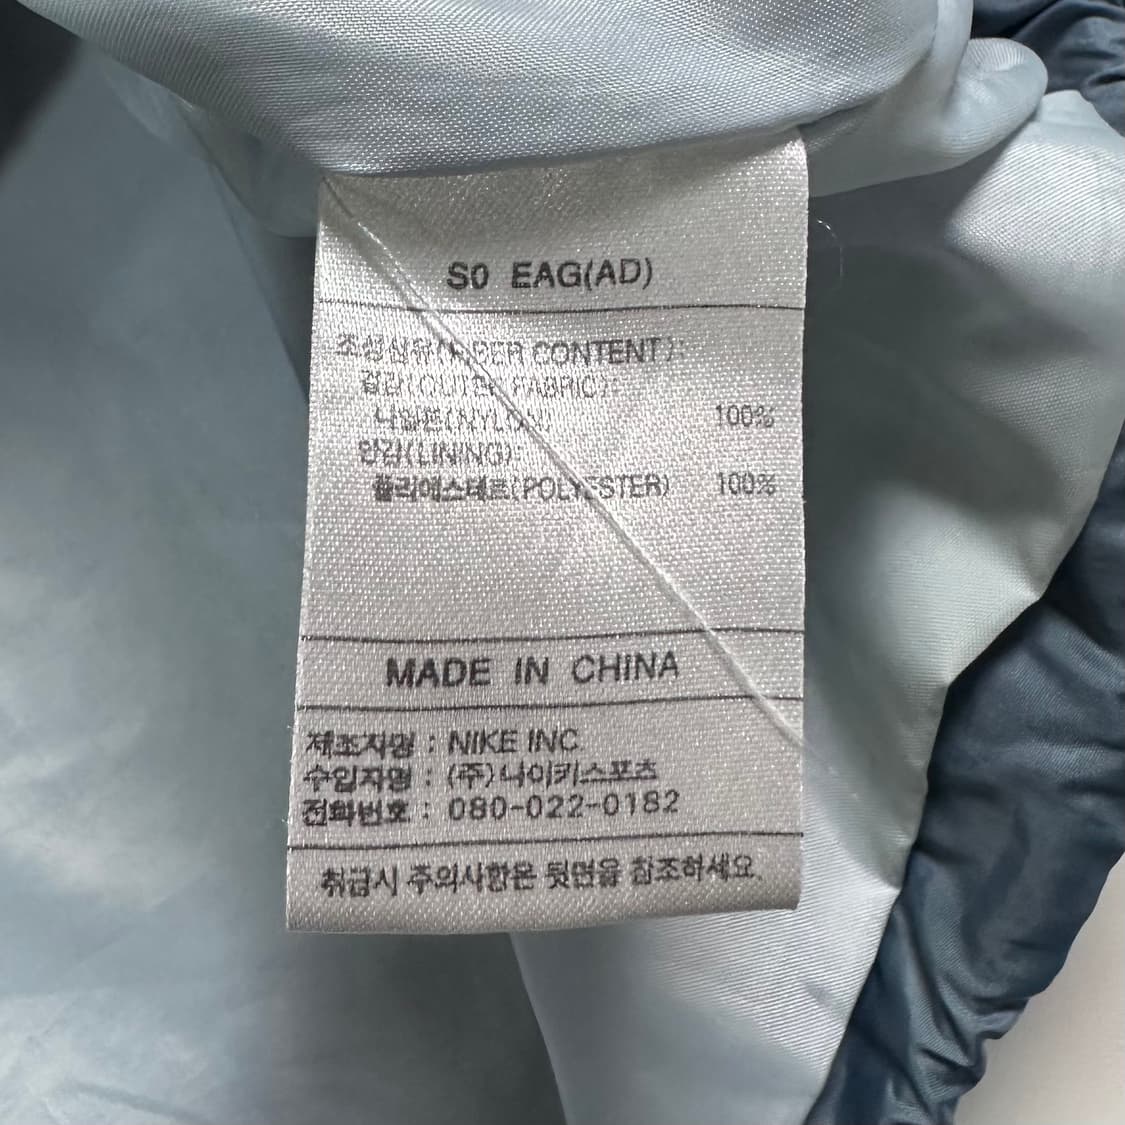 S0 EAG(AD)
조성섬유(FIBER CONTENT):
겉감(OUTER FABRIC):
나일론(NYLON) 100%
안감(LINING):
폴리에스테르(POLYESTER) 100%
MADE IN CHINA
제조자명 : NIKE INC.
수입자명 : (주)나이키스포츠
전화번호 : 080-022-0182
취급시 주의사항은 뒷면을 참조하세요.